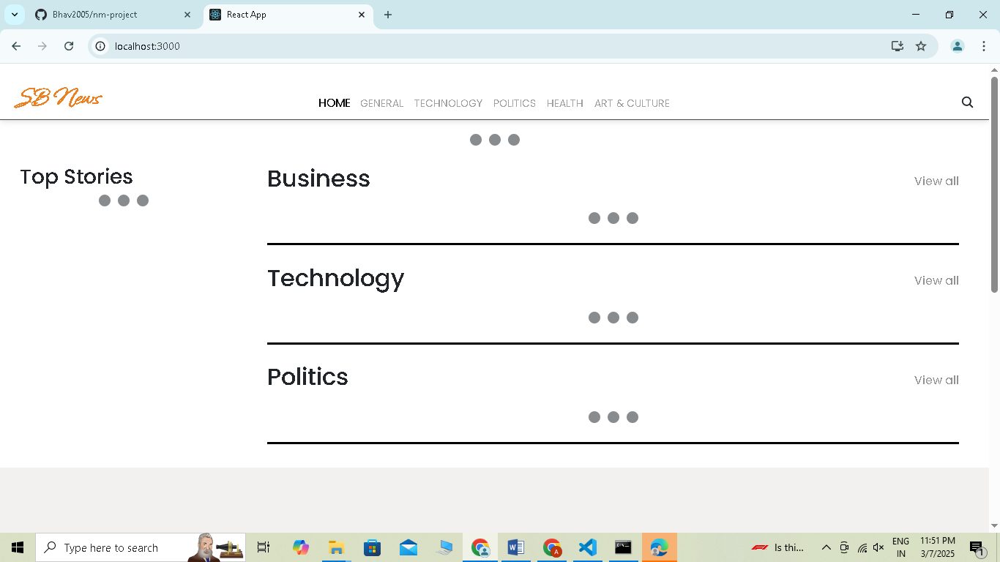 Bhav2005/nm-project
React App
localhost:3000
SB News
HOME GENERAL TECHNOLOGY POLITICS HEALTH ART & CULTURE
Top Stories
Business
View all
Technology
View all
Politics
View all
Type here to search
A
Is thi...
ENG
IN
11:51 PM
3/7/2025
1